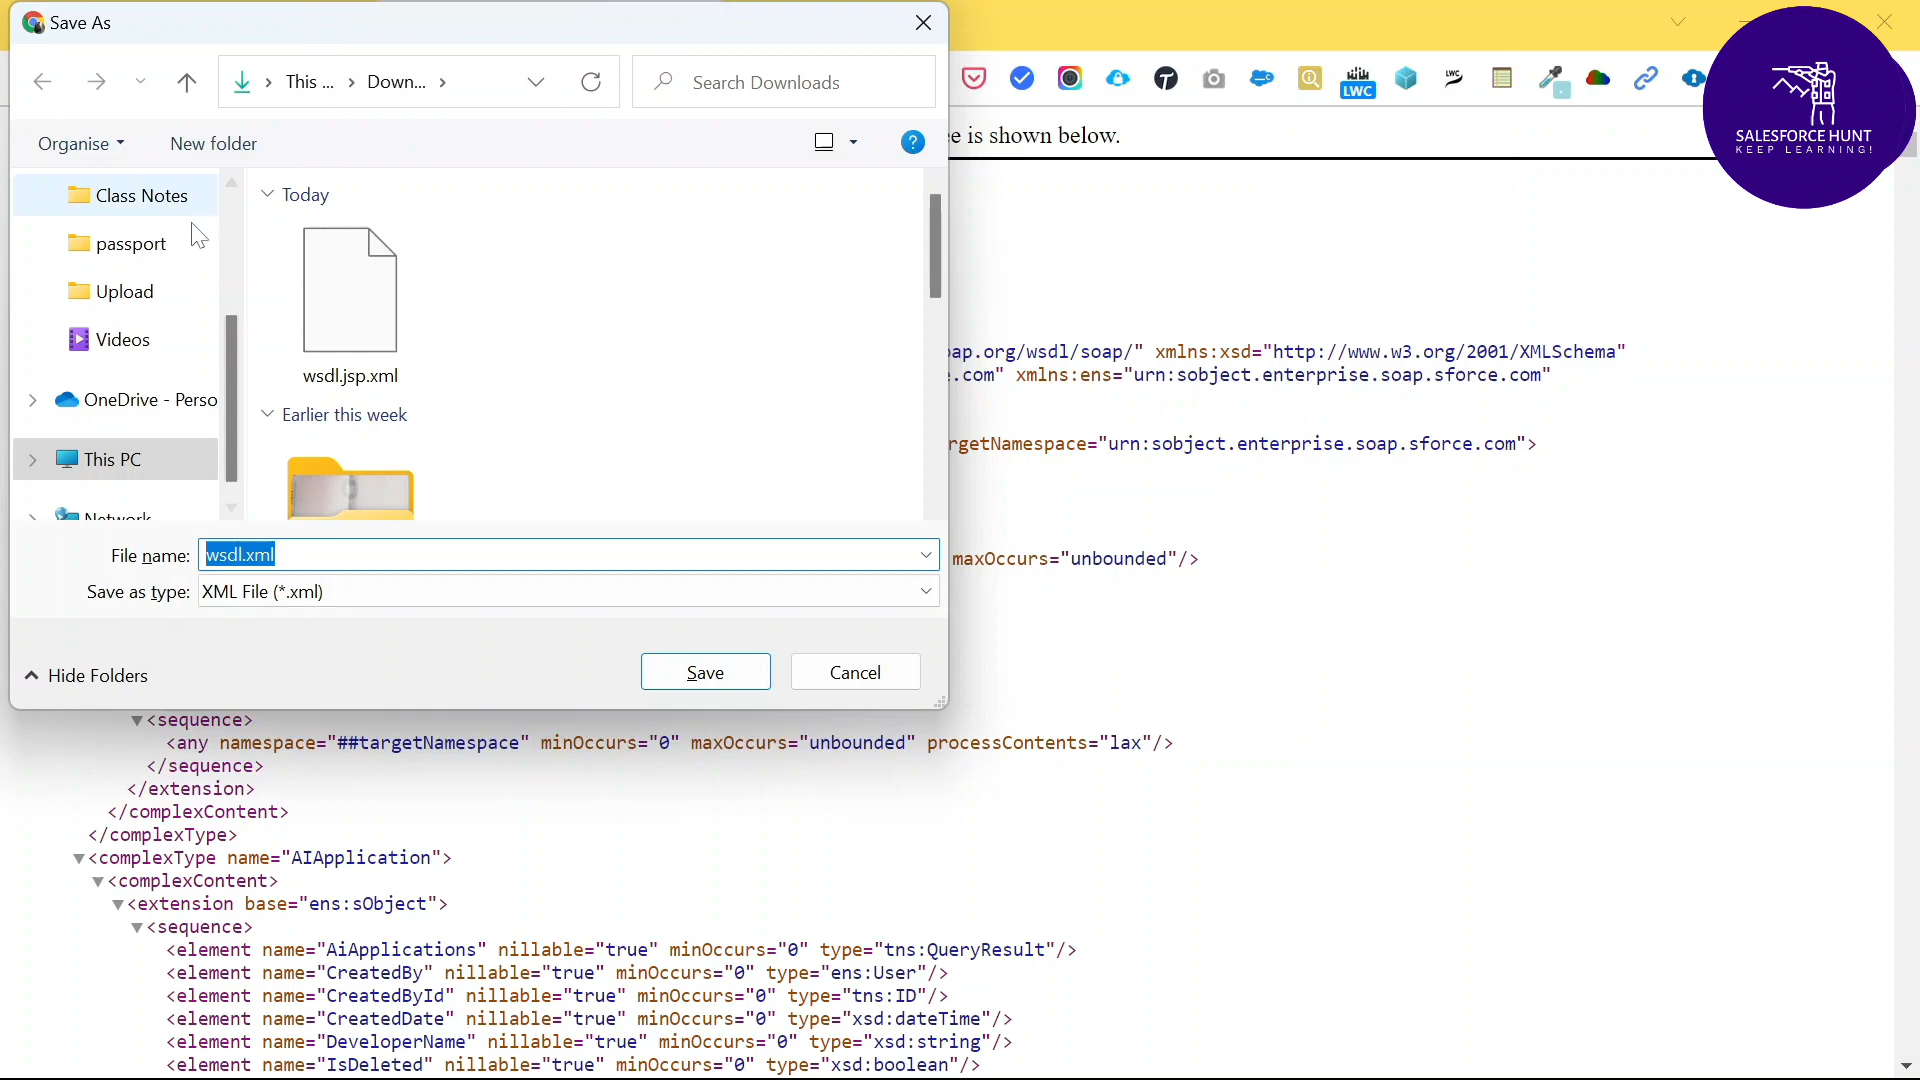 Save As
This ... > Down... >
Search Downloads
LWC
LWC
SALESFORCE HUNT
KEEP LEARNING!
Organise
New folder
e is shown below.
Class Notes
passport
Upload
Videos
OneDrive - Perso
This PC
Network
Today
wsdl.jsp.xml
Earlier this week
oap.org/wsdl/soap/" xmlns:xsd="http://www.w3.org/2001/XMLSchema"
.com" xmlns:ens="urn:sobject.enterprise.soap.sforce.com"
rgetNamespace="urn:sobject.enterprise.soap.sforce.com">
maxOccurs="unbounded"/>
File name: wsdl.xml
Save as type: XML File (*.xml)
Hide Folders
Save
Cancel
▼<sequence>
<any namespace="##targetNamespace" minOccurs="0" maxOccurs="unbounded" processContents="lax"/>
</sequence>
</extension>
</complexContent>
</complexType>
▼<complexType name="AIApplication">
▼<complexContent>
▼<extension base="ens:sObject">
▼<sequence>
<element name="AiApplications" nillable="true" minOccurs="0" type="tns:QueryResult"/>
<element name="CreatedBy" nillable="true" minOccurs="0" type="ens:User"/>
<element name="CreatedById" nillable="true" minOccurs="0" type="tns:ID"/>
<element name="CreatedDate" nillable="true" minOccurs="0" type="xsd:dateTime"/>
<element name="DeveloperName" nillable="true" minOccurs="0" type="xsd:string"/>
<element name="IsDeleted" nillable="true" minOccurs="0" type="xsd:boolean"/>